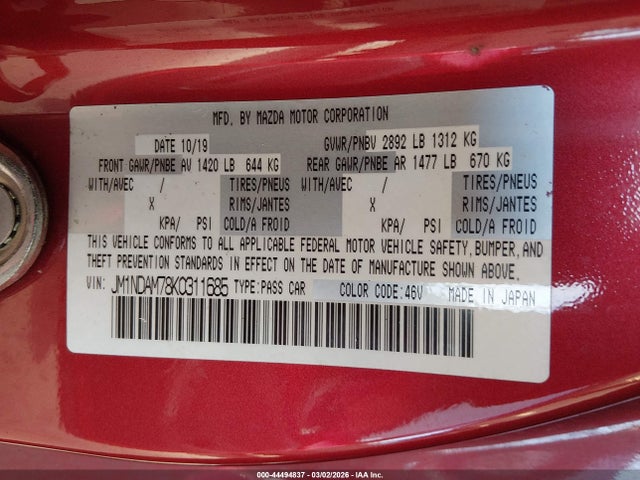 MFD. BY MAZDA MOTOR CORPORATION
DATE 10/19 GVWR/PNBV 2892 LB 1312 KG
FRONT GAWR/PNBE AV 1420 LB 644 KG REAR GAWR/PNBE AR 1477 LB 670 KG
WITH/AVEC / TIRES/PNEUS WITH/AVEC / TIRES/PNEUS
X RIMS/JANTES X RIMS/JANTES
KPA/ PSI COLD/A FROID KPA/ PSI COLD/A FROID
THIS VEHICLE CONFORMS TO ALL APPLICABLE FEDERAL MOTOR VEHICLE SAFETY, BUMPER, AND
THEFT PREVENTION STANDARDS IN EFFECT ON THE DATE OF MANUFACTURE SHOWN ABOVE.
VIN: JM1NDAM78K0311685 TYPE:PASS CAR COLOR CODE:46V MADE IN JAPAN
000-44494837 - 03/02/2026 - IAA Inc.